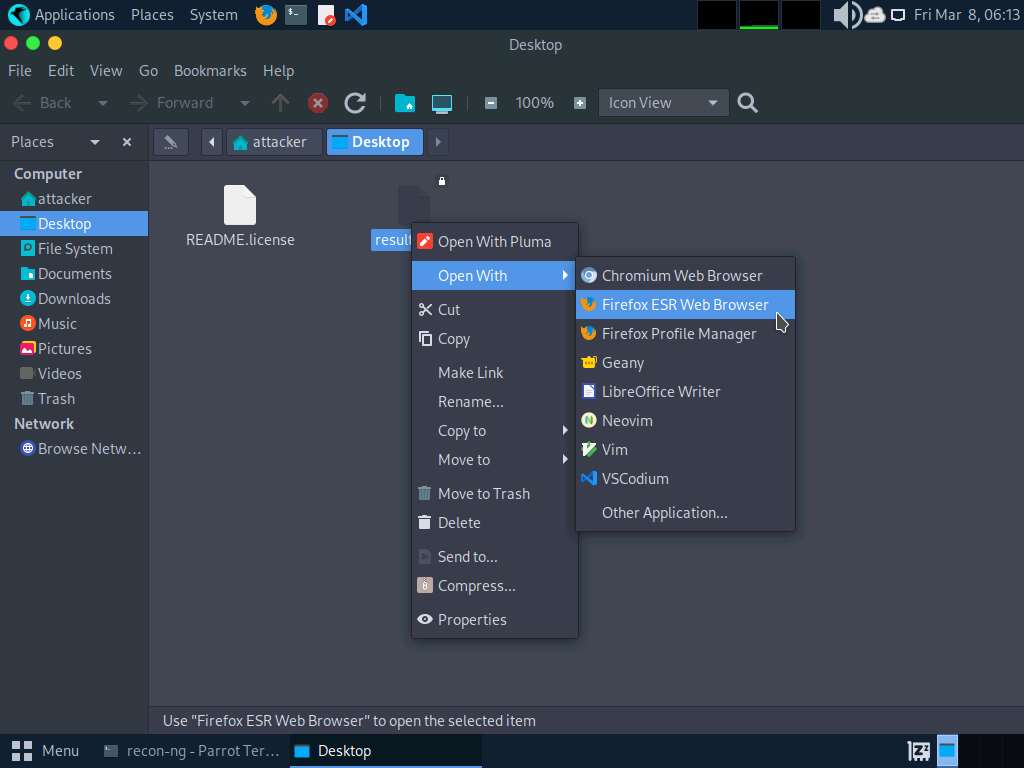 Applications Places System Fri Mar 8, 06:13
Desktop
File Edit View Go Bookmarks Help
Back Forward 100% Icon View
Places attacker Desktop
Computer
attacker
Desktop
File System
Documents
Downloads
Music
Pictures
Videos
Trash
Network
Browse Netw...
README.license
result
Open With Pluma
Open With
Cut
Copy
Make Link
Rename...
Copy to
Move to
Move to Trash
Delete
Send to...
Compress...
Properties
Chromium Web Browser
Firefox ESR Web Browser
Firefox Profile Manager
Geany
LibreOffice Writer
Neovim
Vim
VSCodium
Other Application...
Use "Firefox ESR Web Browser" to open the selected item
Menu recon-ng - Parrot Ter... Desktop